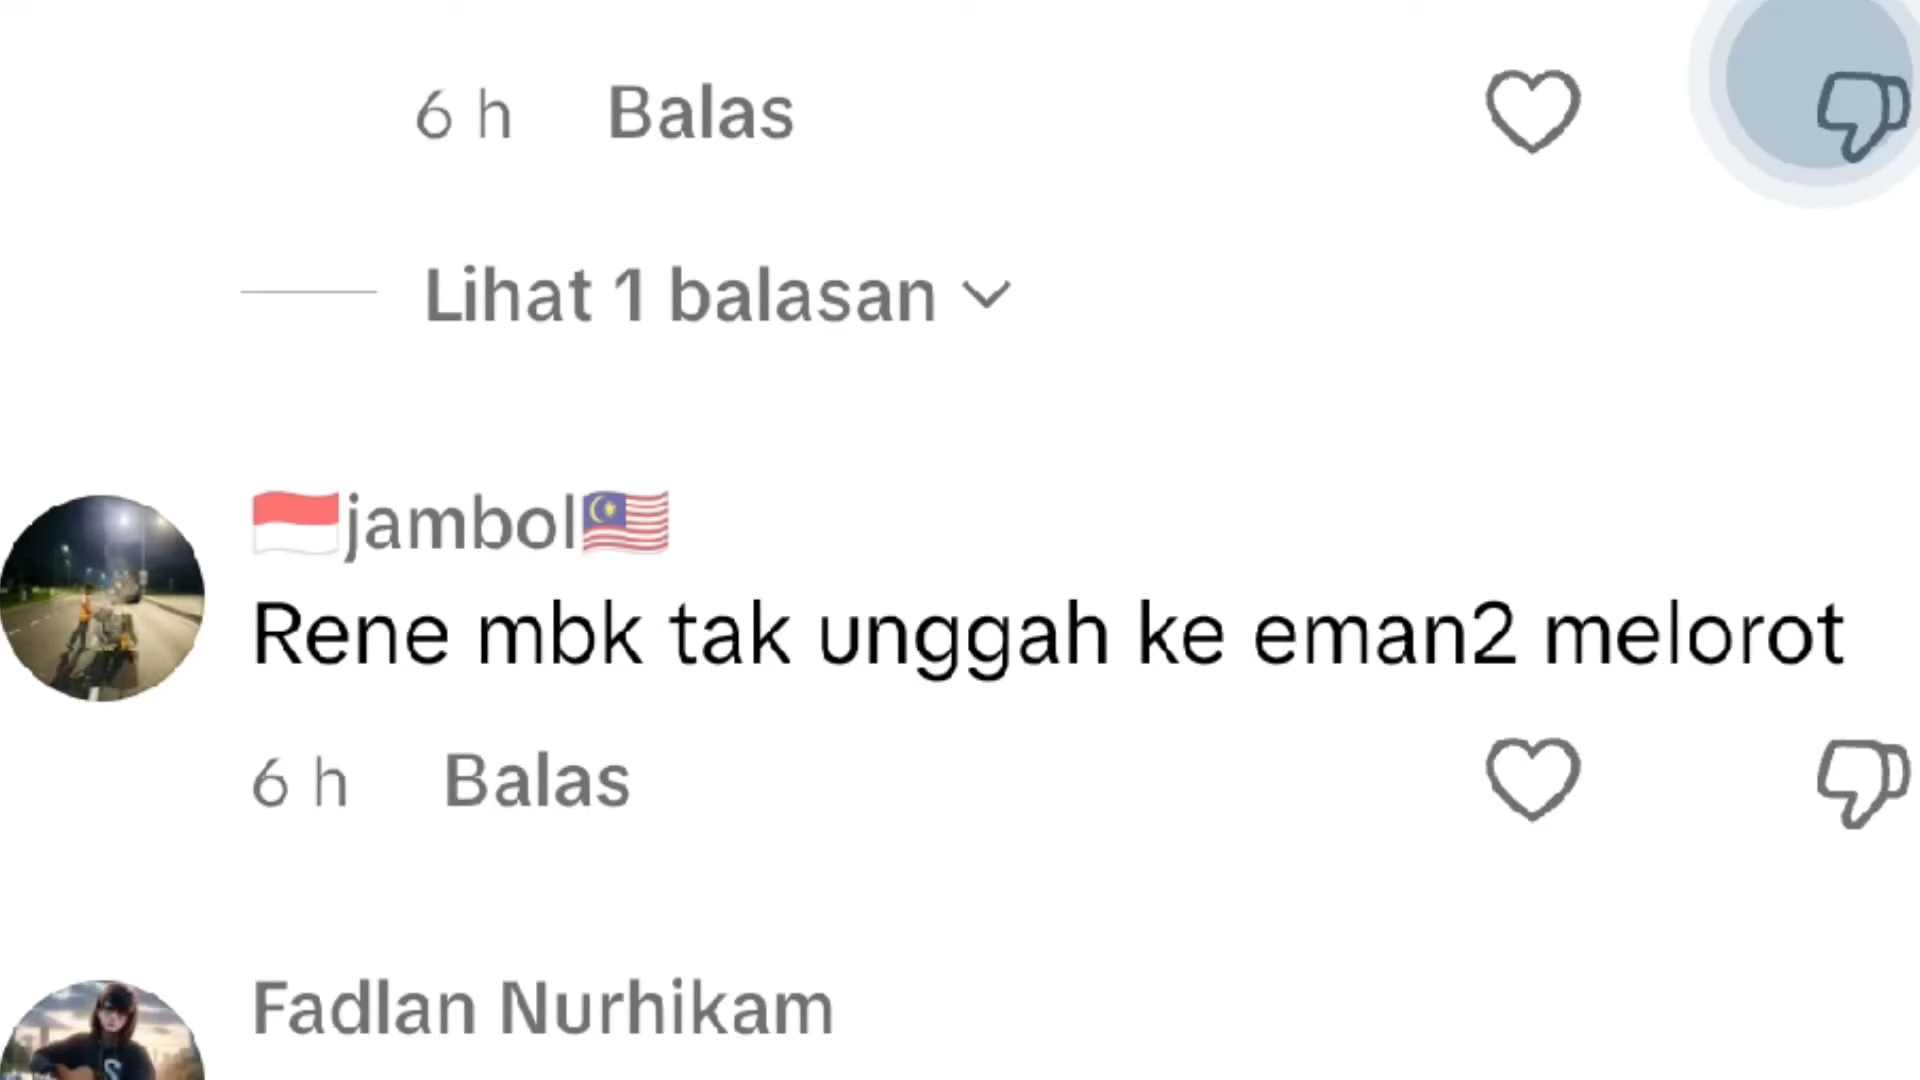 6 h Balas
Lihat 1 balasan
🇮🇩jambol🇲🇾
Rene mbk tak unggah ke eman2 melorot
6 h Balas
Fadlan Nurhikam